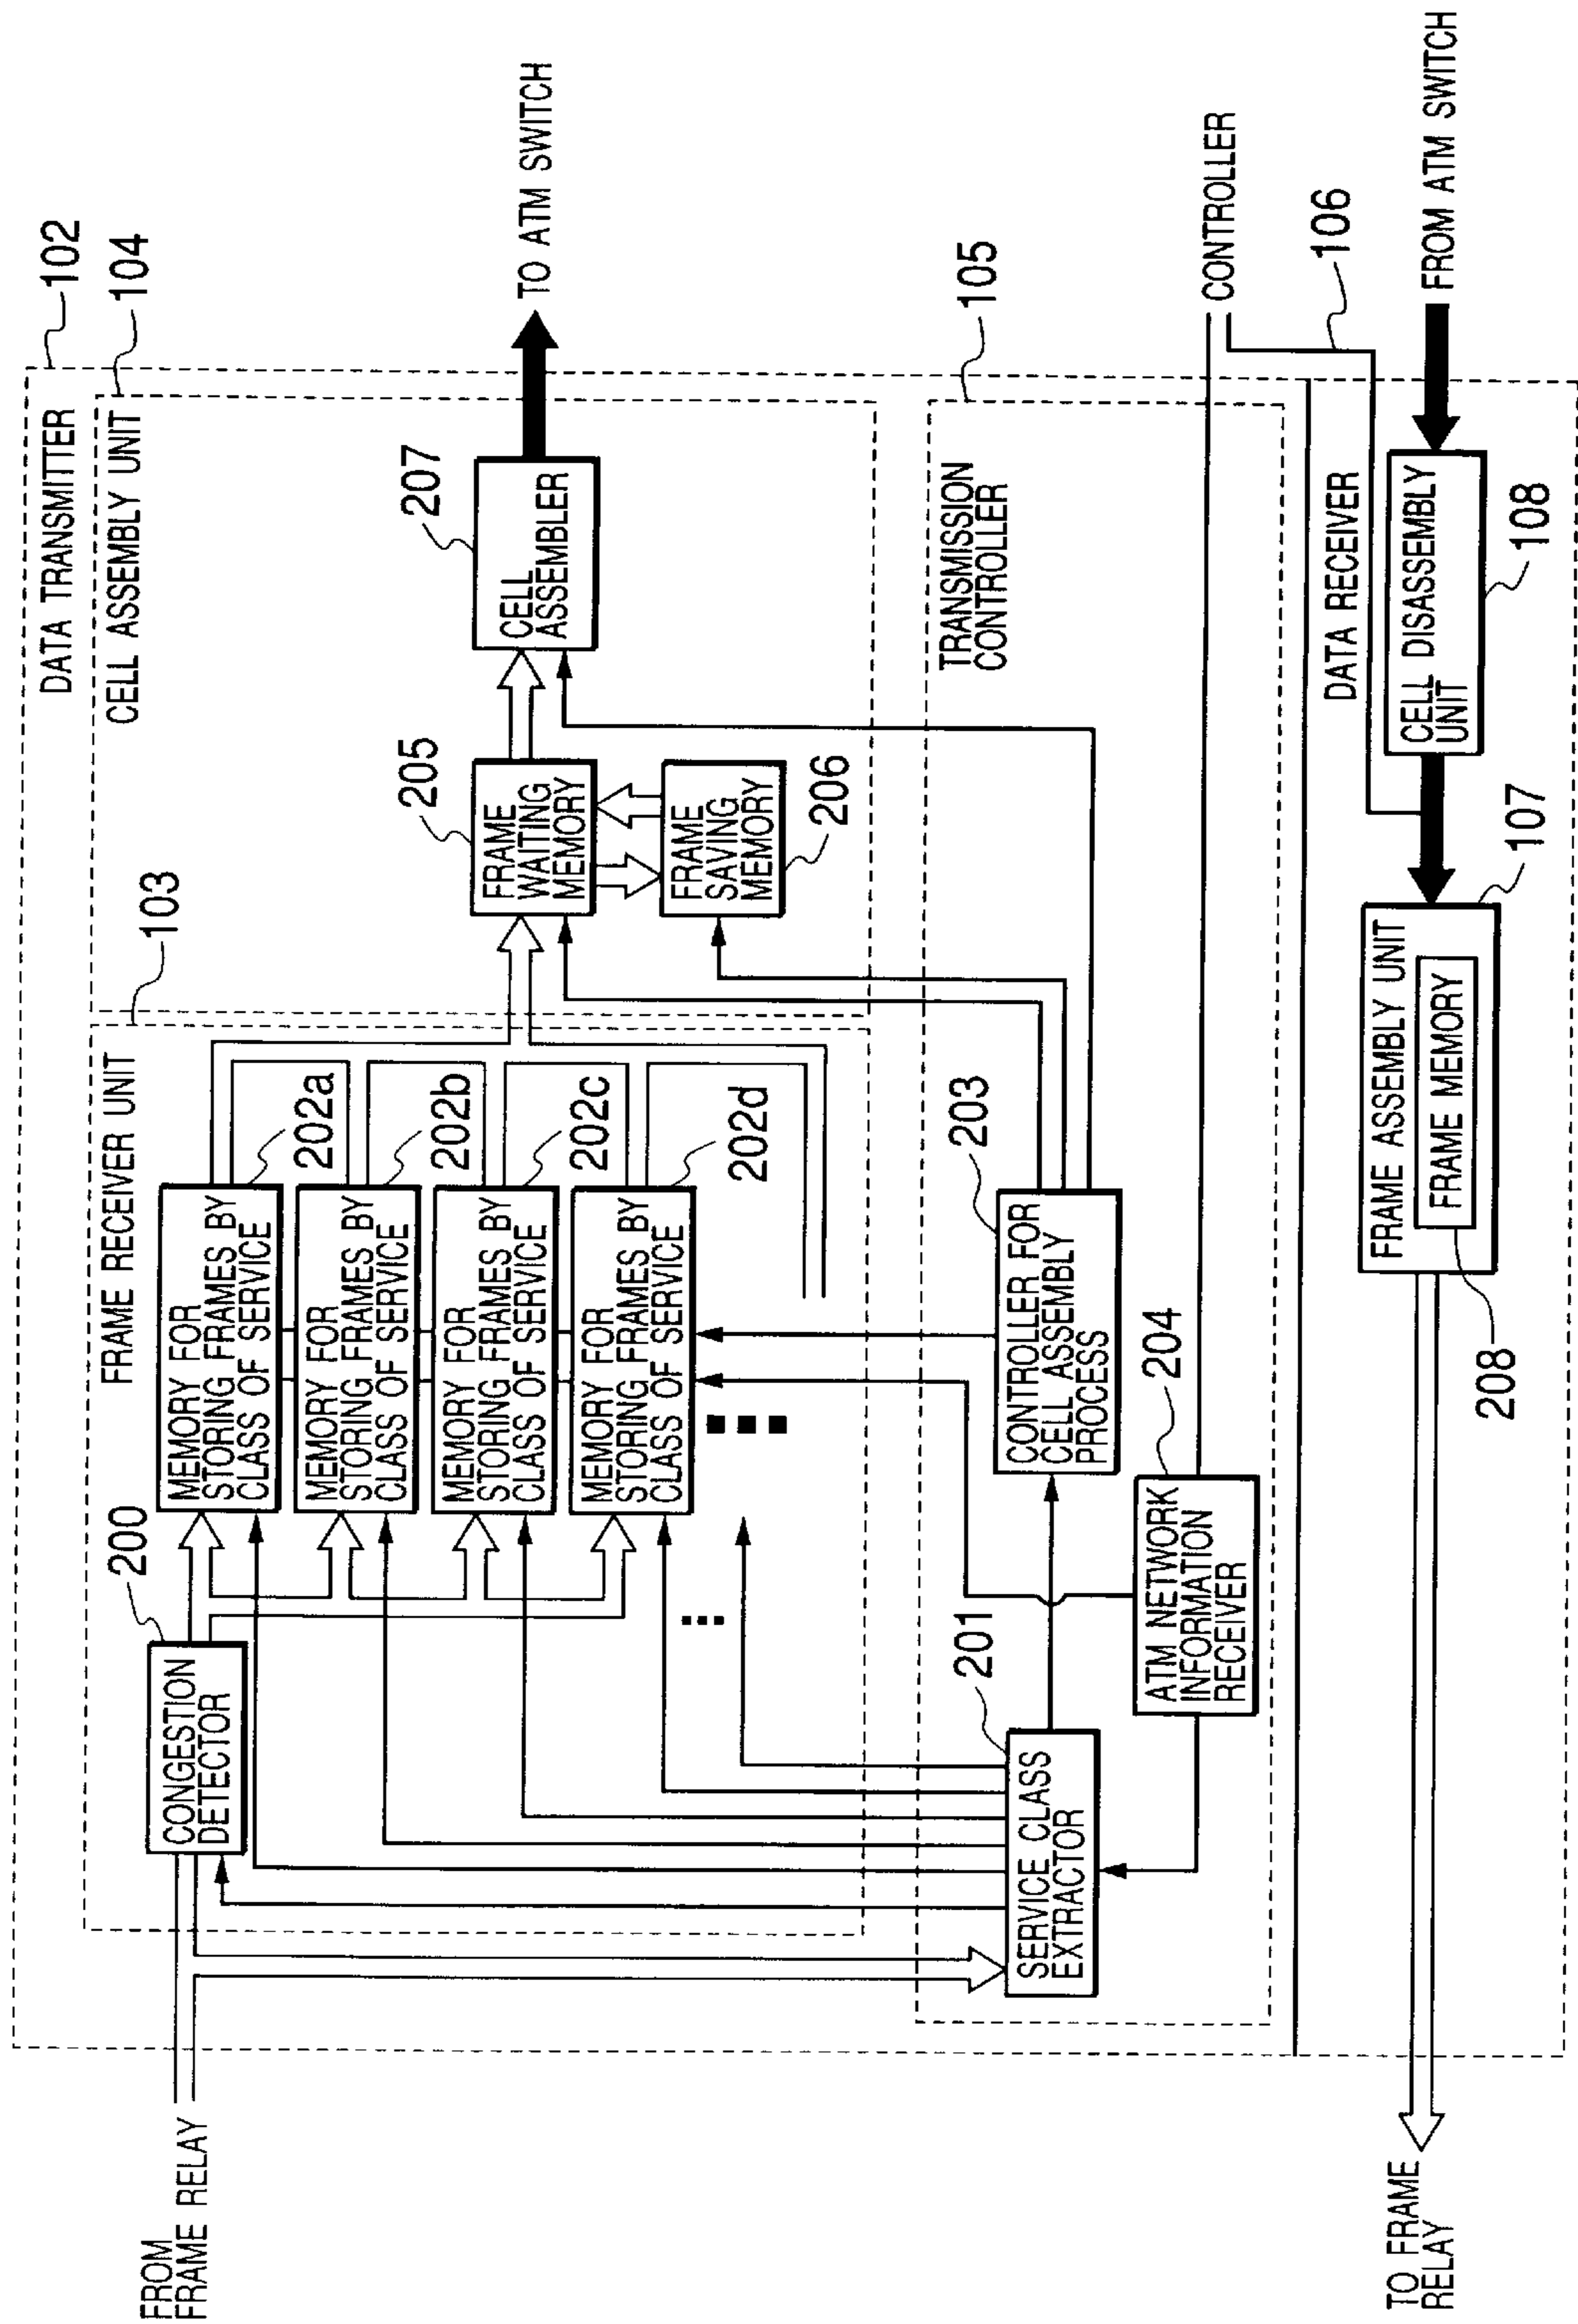 FROM
FRAME RELAY
DATA TRANSMITTER
102
FRAME RECEIVER UNIT
103
CELL ASSEMBLY UNIT
104
CONGESTION
DETECTOR
200
MEMORY FOR
STORING FRAMES BY
CLASS OF SERVICE
202a
MEMORY FOR
STORING FRAMES BY
CLASS OF SERVICE
202b
MEMORY FOR
STORING FRAMES BY
CLASS OF SERVICE
202c
MEMORY FOR
STORING FRAMES BY
CLASS OF SERVICE
202d
FRAME
WAITING
MEMORY
205
FRAME
SAVING
MEMORY
206
CELL
ASSEMBLER
207
TO ATM SWITCH
TRANSMISSION
CONTROLLER
105
SERVICE CLASS
EXTRACTOR
201
CONTROLLER FOR
CELL ASSEMBLY
PROCESS
203
ATM NETWORK
INFORMATION
RECEIVER
204
CONTROLLER
DATA RECEIVER
106
TO FRAME
RELAY
FRAME ASSEMBLY UNIT
FRAME MEMORY
208
107
CELL DISASSEMBLY
UNIT
108
FROM ATM SWITCH